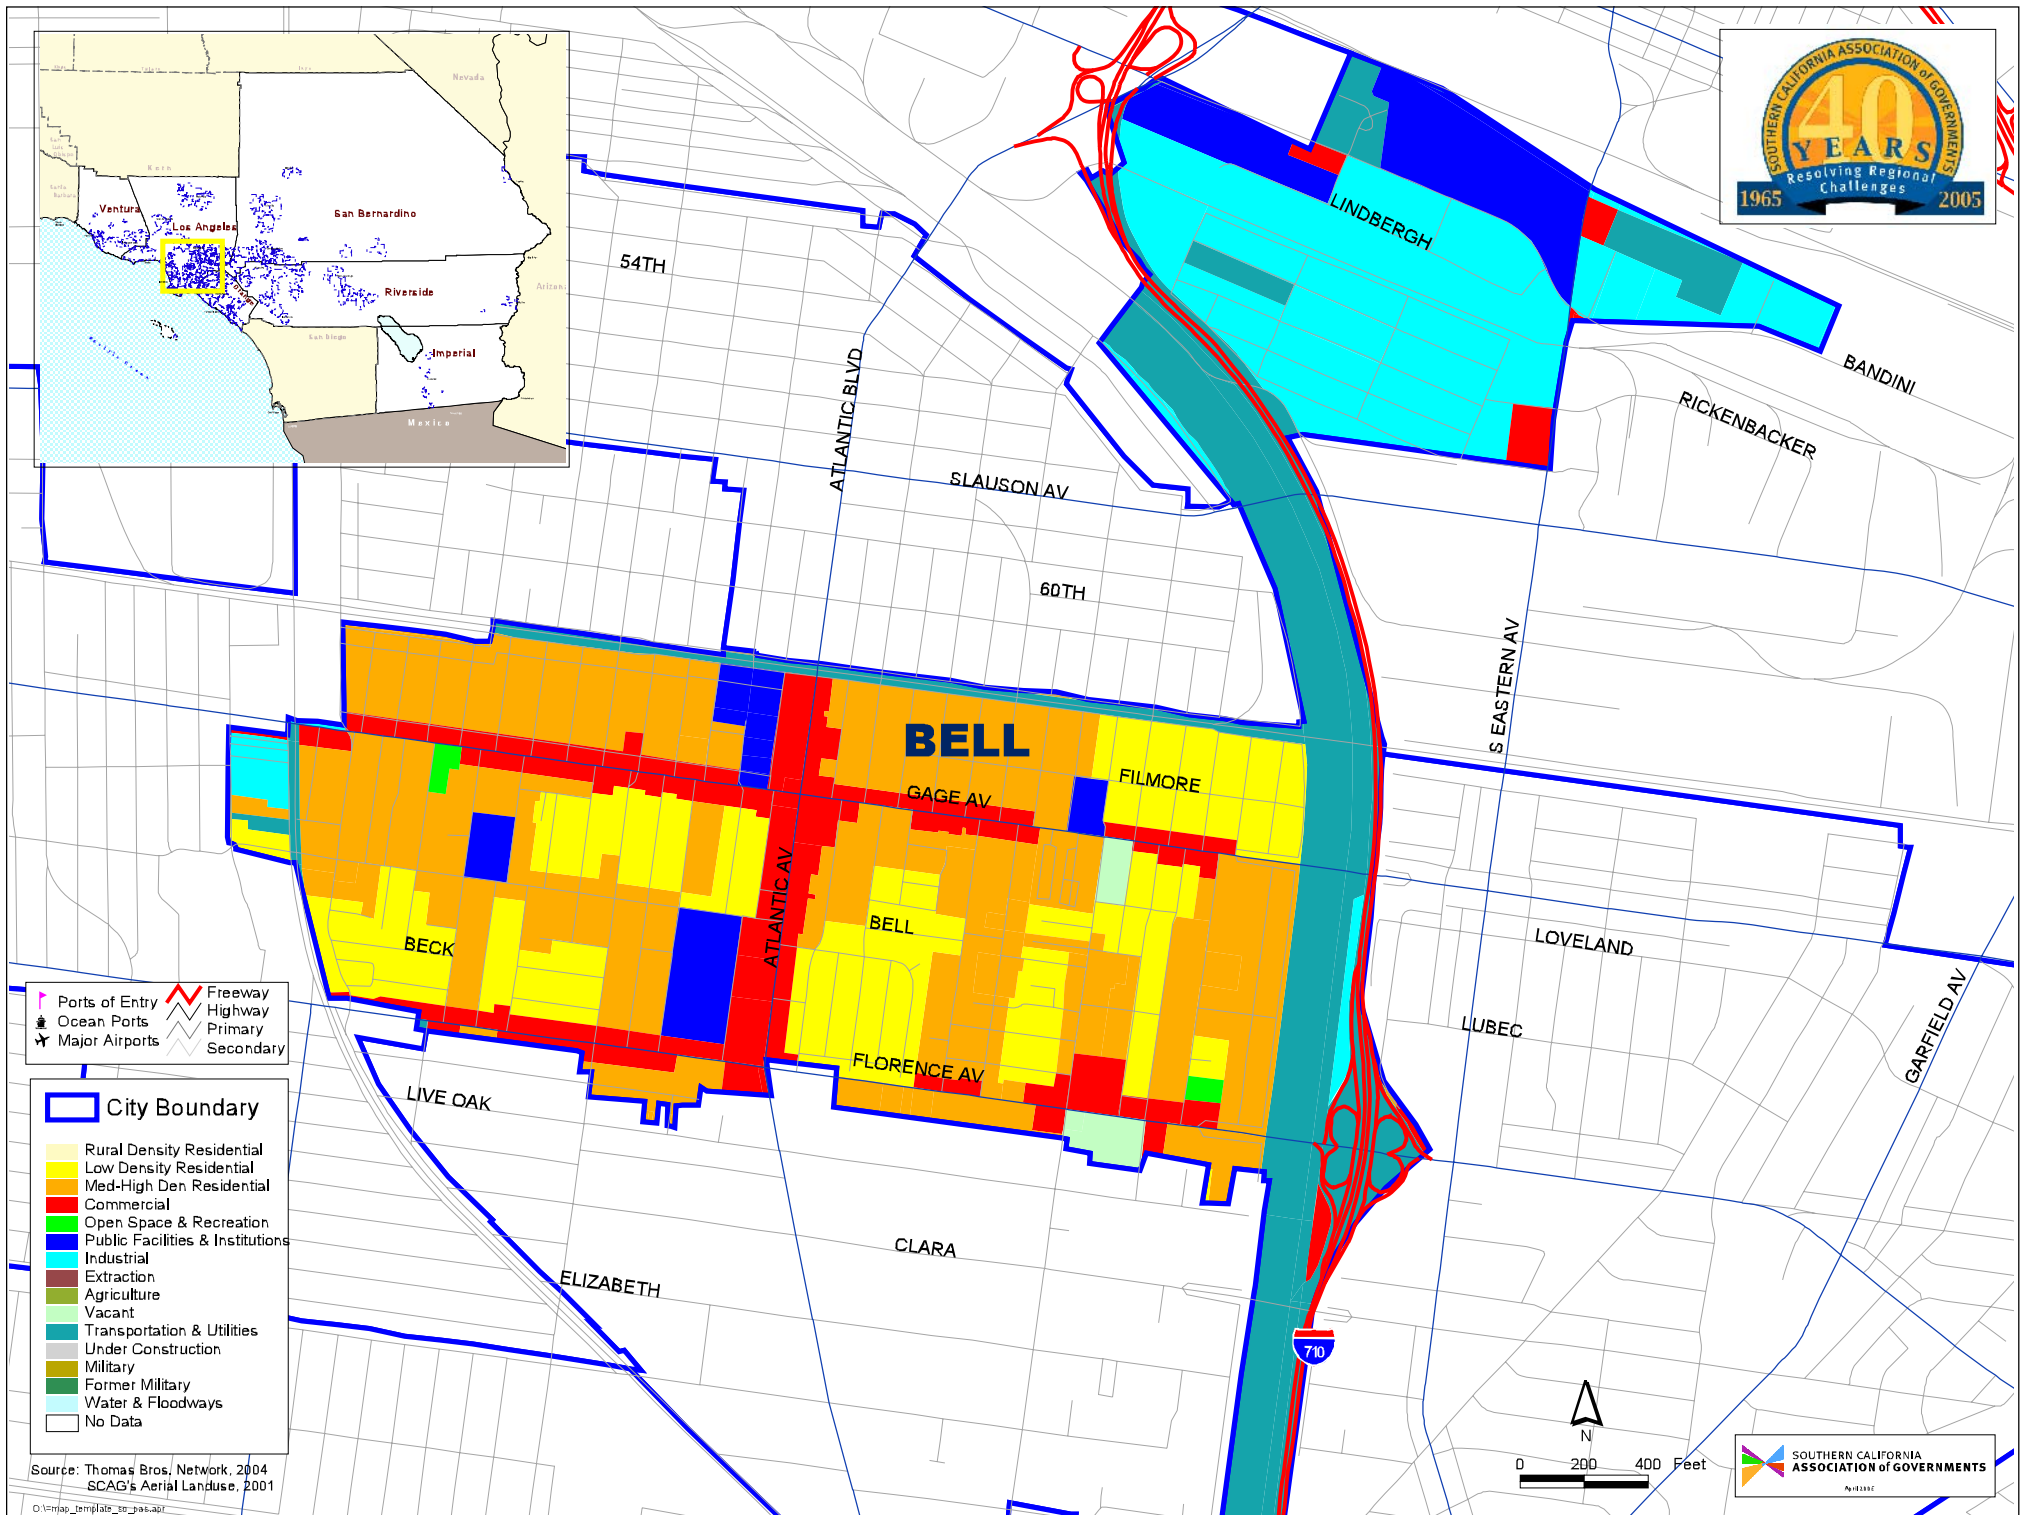 Nevada
Kern
Ventura
Los Angeles
San Bernardino
Orange
Riverside
Arizona
San Diego
Imperial
Mexico
SOUTHERN CALIFORNIA ASSOCIATION of GOVERNMENTS
40
YEARS
Resolving Regional
Challenges
1965
2005
LINDBERGH
54TH
BANDINI
RICKENBACKER
ATLANTIC BLVD
SLAUSON AV
60TH
S EASTERN AV
BELL
FILMORE
GAGE AV
ATLANTIC AV
BELL
BECK
LOVELAND
LUBEC
GARFIELD AV
FLORENCE AV
LIVE OAK
CLARA
ELIZABETH
710
Ports of Entry
Ocean Ports
Major Airports
Freeway
Highway
Primary
Secondary
City Boundary
Rural Density Residential
Low Density Residential
Med-High Den Residential
Commercial
Open Space & Recreation
Public Facilities & Institutions
Industrial
Extraction
Agriculture
Vacant
Transportation & Utilities
Under Construction
Military
Former Military
Water & Floodways
No Data
Source: Thomas Bros. Network, 2004
SCAG's Aerial Landuse, 2001
N
0 200 400 Feet
SOUTHERN CALIFORNIA
ASSOCIATION of GOVERNMENTS